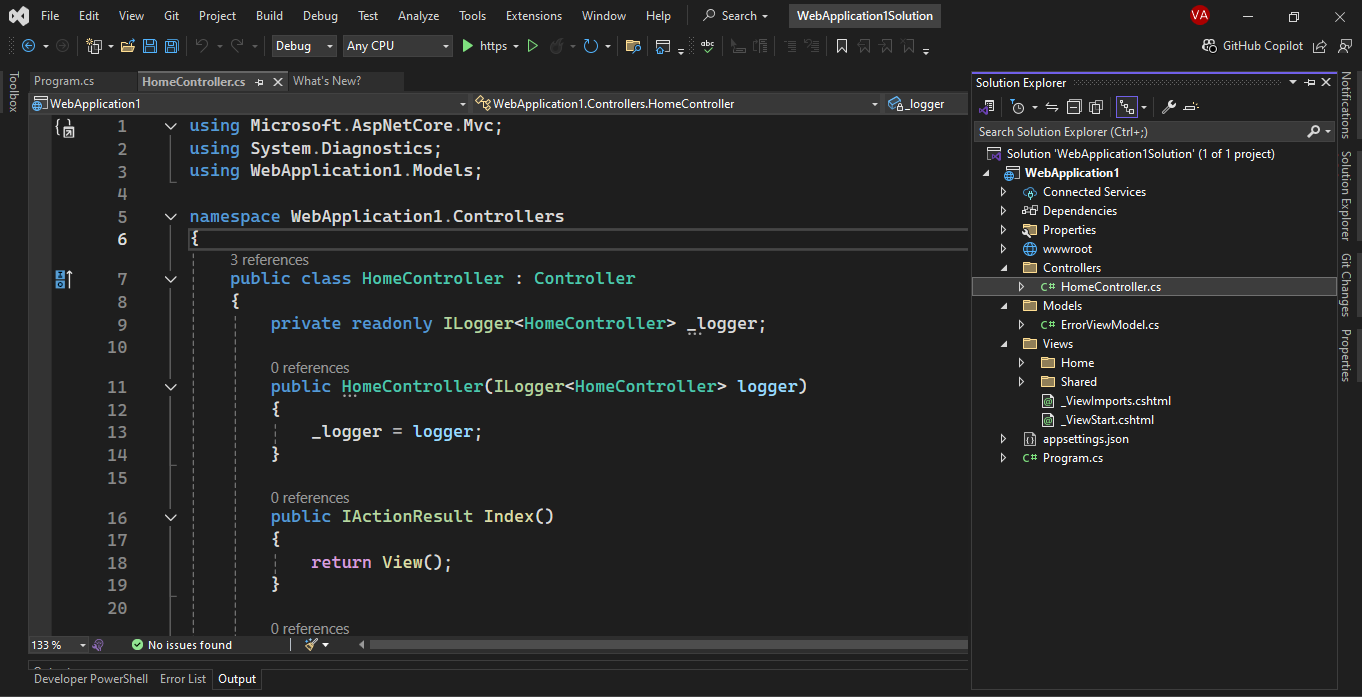 File Edit View Git Project Build Debug Test Analyze Tools Extensions Window Help Search WebApplication1Solution VA
Debug Any CPU https abc GitHub Copilot
Toolbox
Program.cs HomeController.cs What's New?
WebApplication1 WebApplication1.Controllers.HomeController _logger
1 using Microsoft.AspNetCore.Mvc;
2 using System.Diagnostics;
3 using WebApplication1.Models;
4
5 namespace WebApplication1.Controllers
6 {
3 references
7 public class HomeController : Controller
8 {
9 private readonly ILogger<HomeController> _logger;
10
0 references
11 public HomeController(ILogger<HomeController> logger)
12 {
13 _logger = logger;
14 }
15
0 references
16 public IActionResult Index()
17 {
18 return View();
19 }
20
0 references
133 % No issues found
Developer PowerShell Error List Output
Solution Explorer
Search Solution Explorer (Ctrl+;)
Solution 'WebApplication1Solution' (1 of 1 project)
WebApplication1
Connected Services
Dependencies
Properties
wwwroot
Controllers
C# HomeController.cs
Models
C# ErrorViewModel.cs
Views
Home
Shared
_ViewImports.cshtml
_ViewStart.cshtml
appsettings.json
C# Program.cs
Notifications
Solution Explorer
Git Changes
Properties